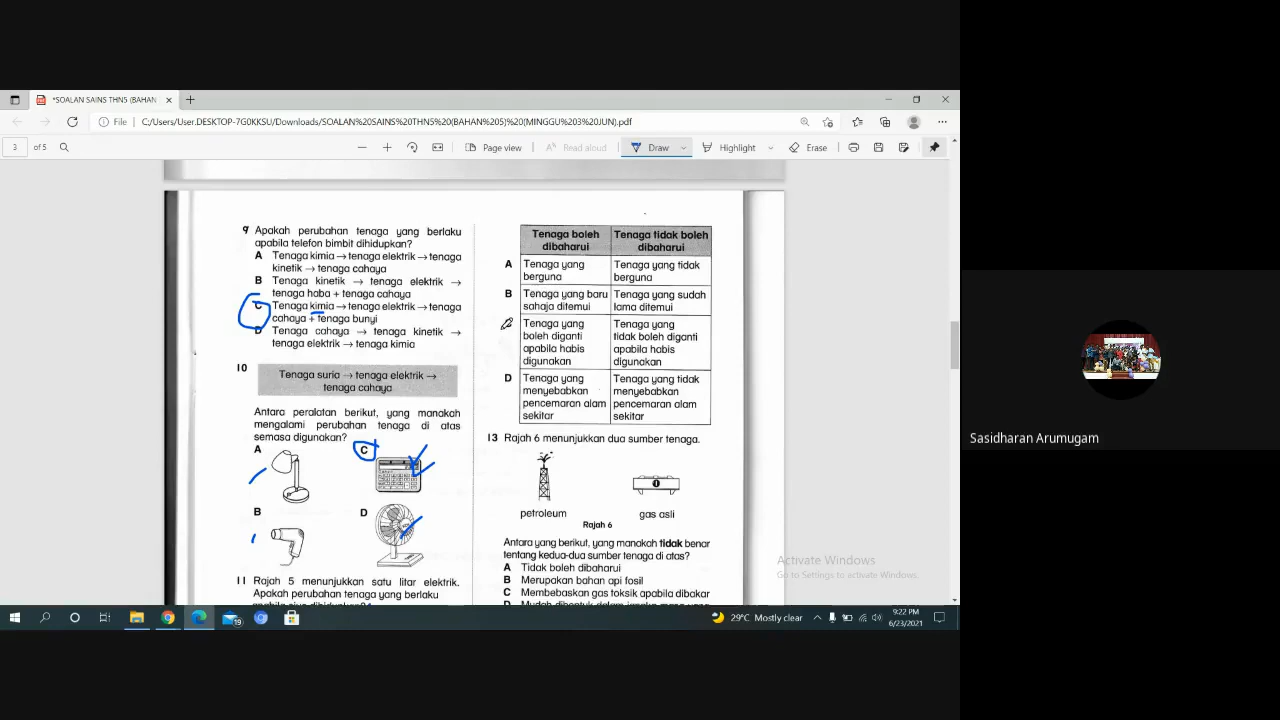 *SOALAN SAINS THN5 (BAHAN
File
C:/Users/User.DESKTOP-7G0KKSU/Downloads/SOALAN%20SAINS%20THN5%20(BAHAN%205)%20(MINGGU%203%20JUN).pdf
3 of 5
Page view
Read aloud
Draw
Highlight
Erase
9 Apakah perubahan tenaga yang berlaku
apabila telefon bimbit dihidupkan?
A Tenaga kimia → tenaga elektrik → tenaga
kinetik → tenaga cahaya
B Tenaga kinetik → tenaga elektrik →
tenaga haba + tenaga cahaya
C Tenaga kimia → tenaga elektrik → tenaga
cahaya + tenaga bunyi
D Tenaga cahaya → tenaga kinetik →
tenaga elektrik → tenaga kimia
10
Tenaga suria → tenaga elektrik →
tenaga cahaya
Antara peralatan berikut, yang manakah
mengalami perubahan tenaga di atas
semasa digunakan?
A
C
B
D
11 Rajah 5 menunjukkan satu litar elektrik.
Apakah perubahan tenaga yang berlaku
Tenaga boleh dibaharui
Tenaga tidak boleh dibaharui
A
Tenaga yang berguna
Tenaga yang tidak berguna
B
Tenaga yang baru sahaja ditemui
Tenaga yang sudah lama ditemui
Tenaga yang boleh diganti apabila habis digunakan
Tenaga yang tidak boleh diganti apabila habis digunakan
D
Tenaga yang menyebabkan pencemaran alam sekitar
Tenaga yang tidak menyebabkan pencemaran alam sekitar
13 Rajah 6 menunjukkan dua sumber tenaga.
petroleum
gas asli
Rajah 6
Antara yang berikut, yang manakah tidak benar
tentang kedua-dua sumber tenaga di atas?
A Tidak boleh dibaharui
B Merupakan bahan api fosil
C Membebaskan gas toksik apabila dibakar
Activate Windows
Go to Settings to activate Windows.
Sasidharan Arumugam
19
29°C Mostly clear
9:22 PM
6/23/2021